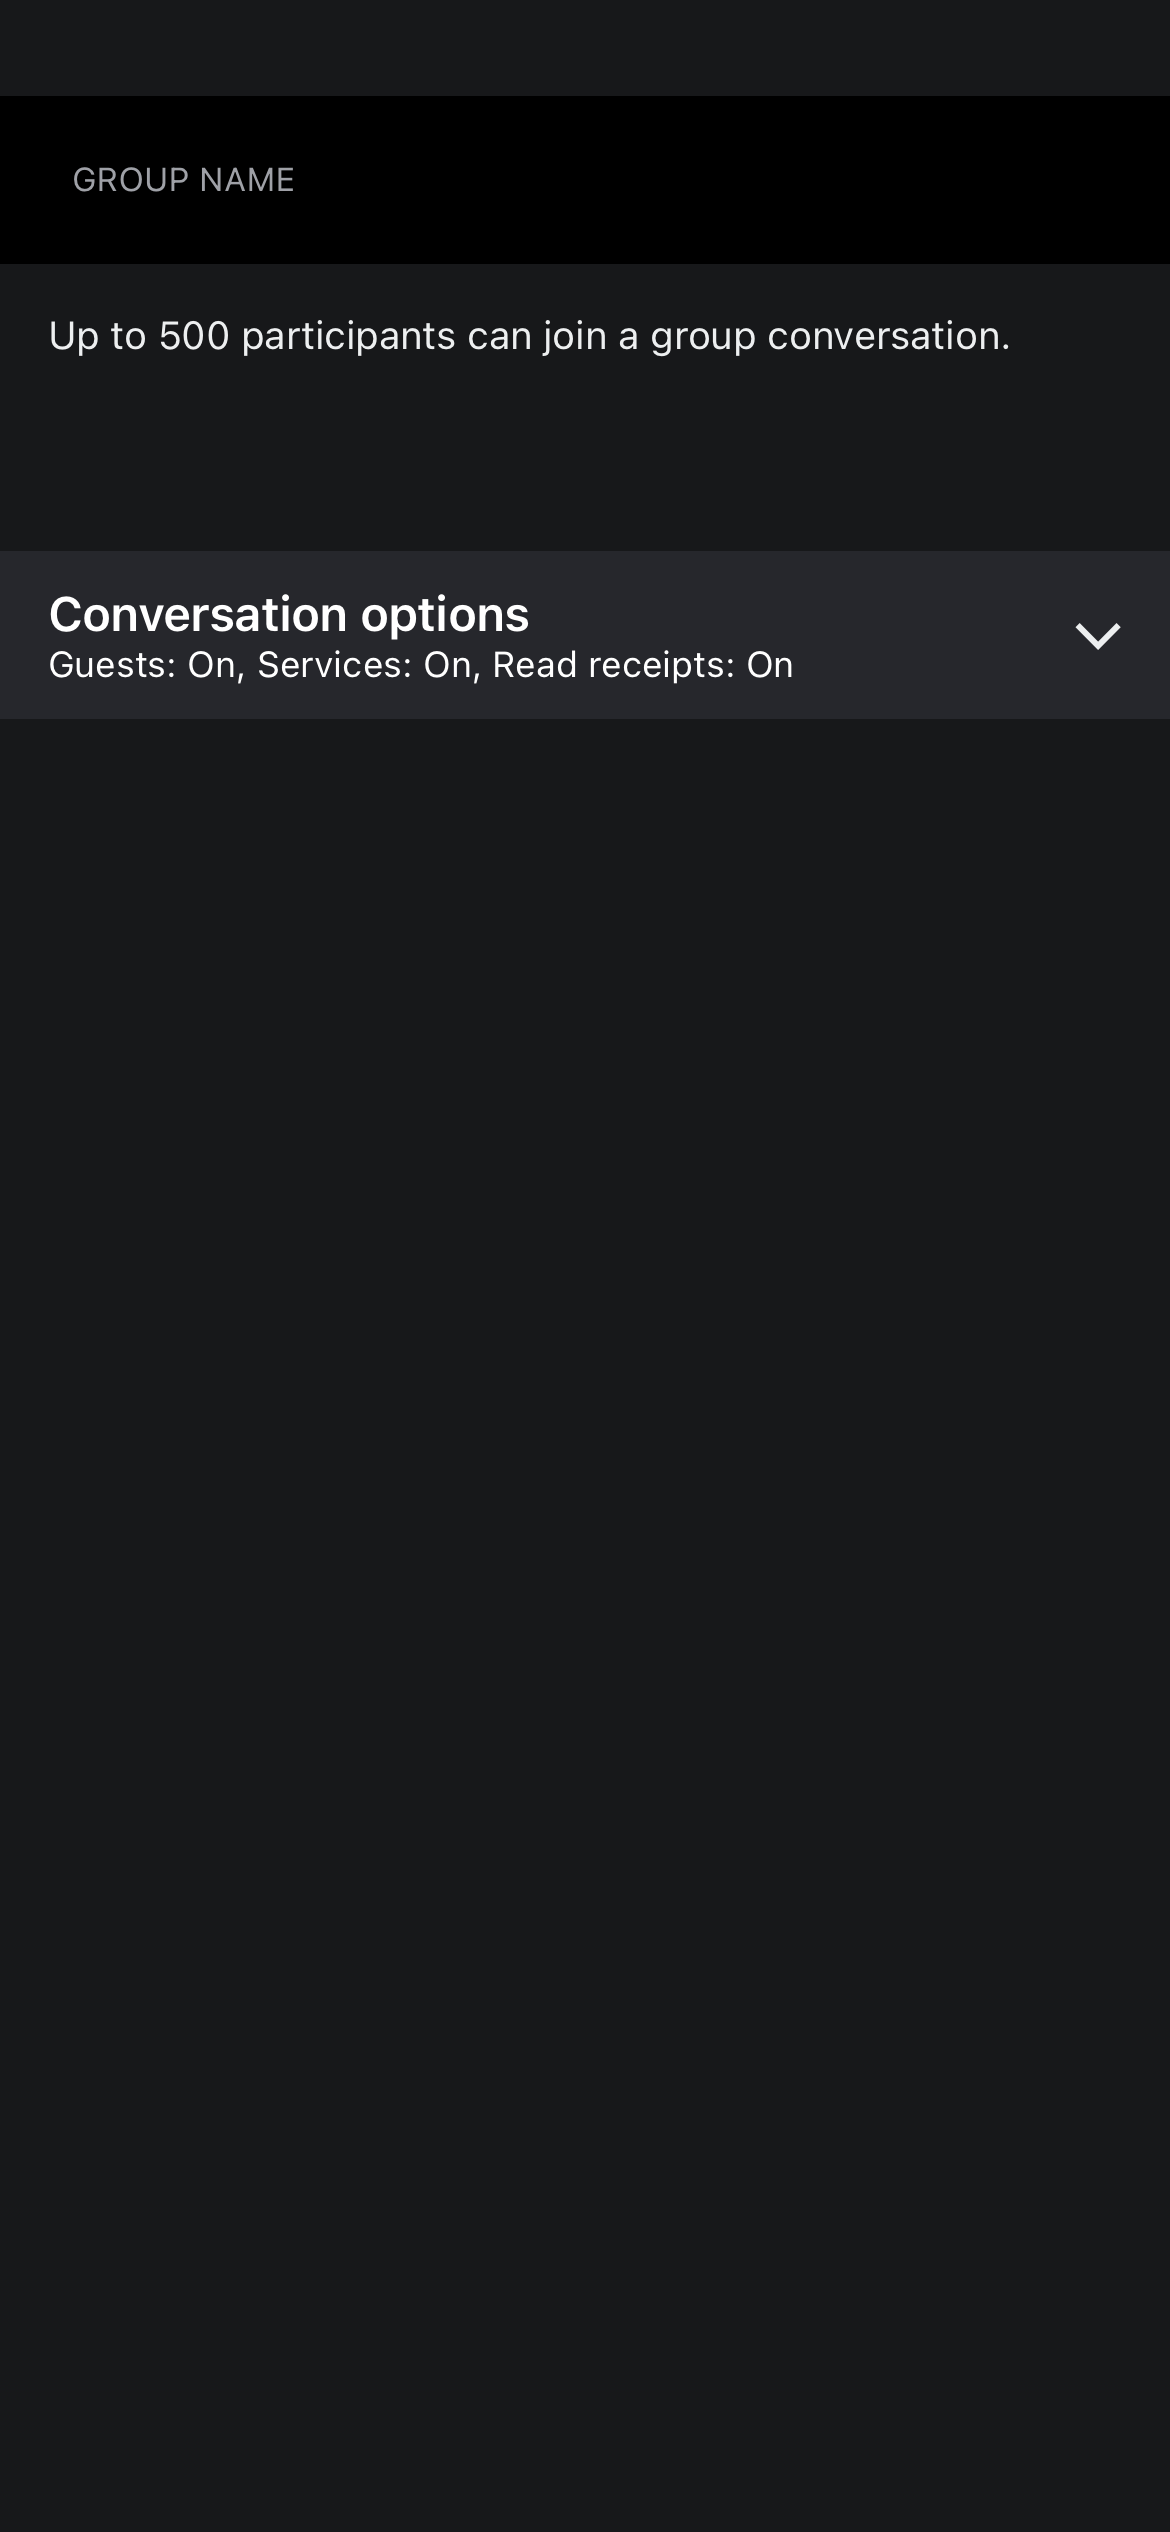 GROUP NAME
Up to 500 participants can join a group conversation.
Conversation options
Guests: On, Services: On, Read receipts: On